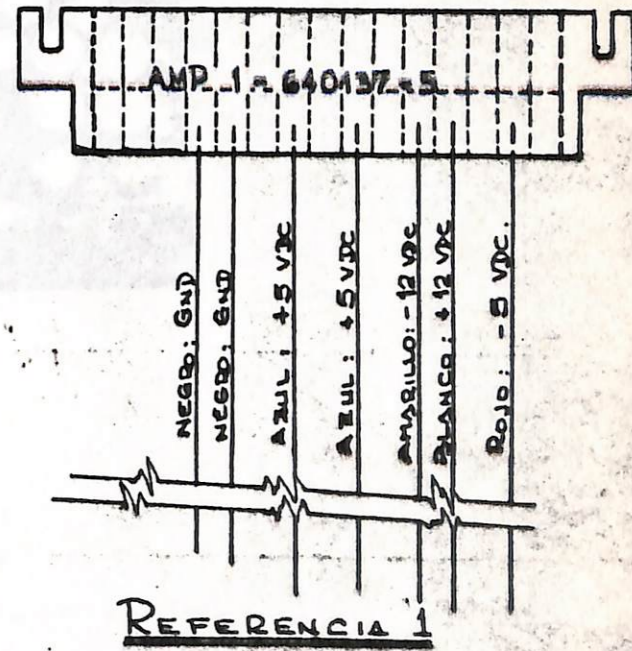 AMP 1-640137-5
NEGRO: GND
NEGRO: GND
AZUL: +5 VDC
AZUL: +5 VDC
AMARILLO: -12 VDC
BLANCO: +12 VDC
ROJO: -5 VDC.
REFERENCIA 1